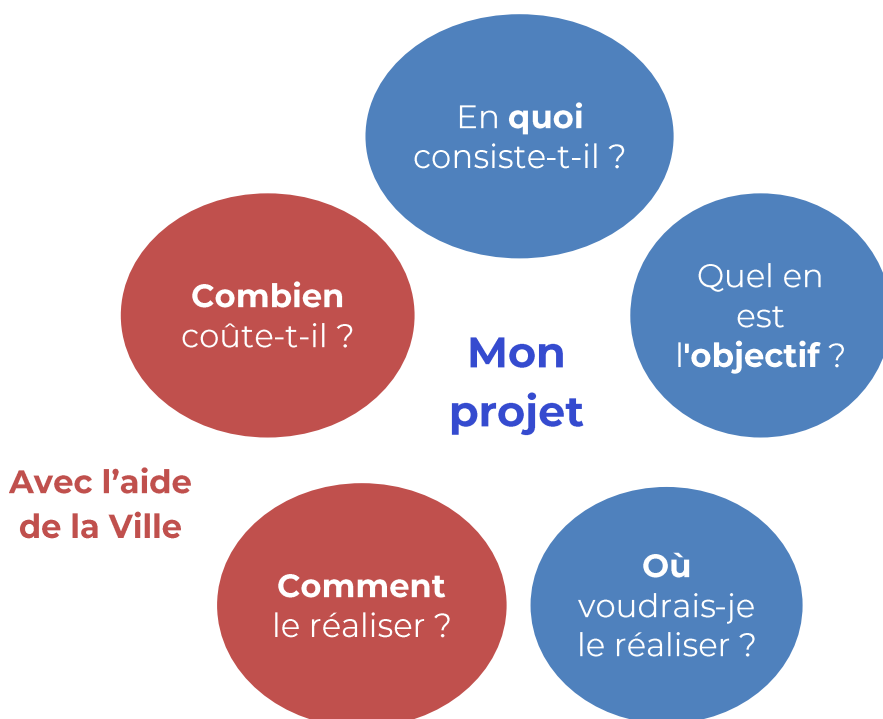 En quoi
consiste-t-il ?
Quel en
est
l'objectif ?
Combien
coûte-t-il ?
Mon
projet
Avec l’aide
de la Ville
Comment
le réaliser ?
Où
voudrais-je
le réaliser ?